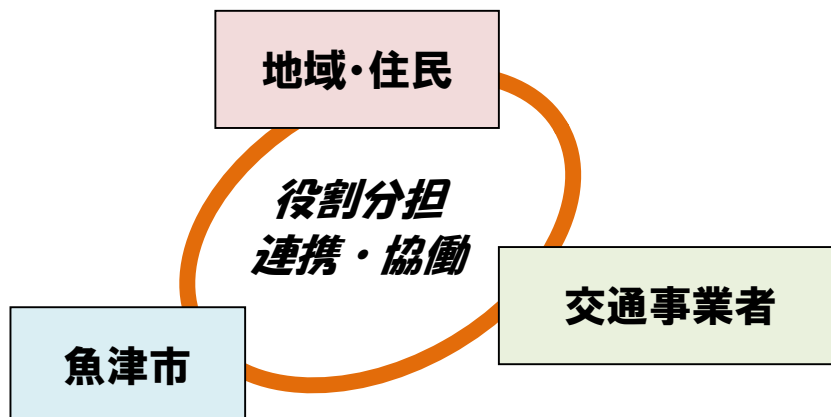 地域・住民
役割分担
連携・協働
交通事業者
魚津市